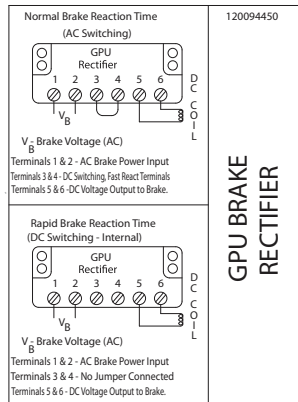 Normal Brake Reaction Time
(AC Switching)
GPU
Rectifier
1 2 3 4 5 6
VB
DC COIL
VB - Brake Voltage (AC)
Terminals 1 & 2 - AC Brake Power Input
Terminals 3 & 4 - DC Switching, Fast React Terminals
Terminals 5 & 6 -DC Voltage Output to Brake.
Rapid Brake Reaction Time
(DC Switching - Internal)
GPU
Rectifier
1 2 3 4 5 6
VB
DC COIL
VB - Brake Voltage (AC)
Terminals 1 & 2 - AC Brake Power Input
Terminals 3 & 4 - No Jumper Connected
Terminals 5 & 6 - DC Voltage Output to Brake.
120094450
GPU BRAKE
RECTIFIER